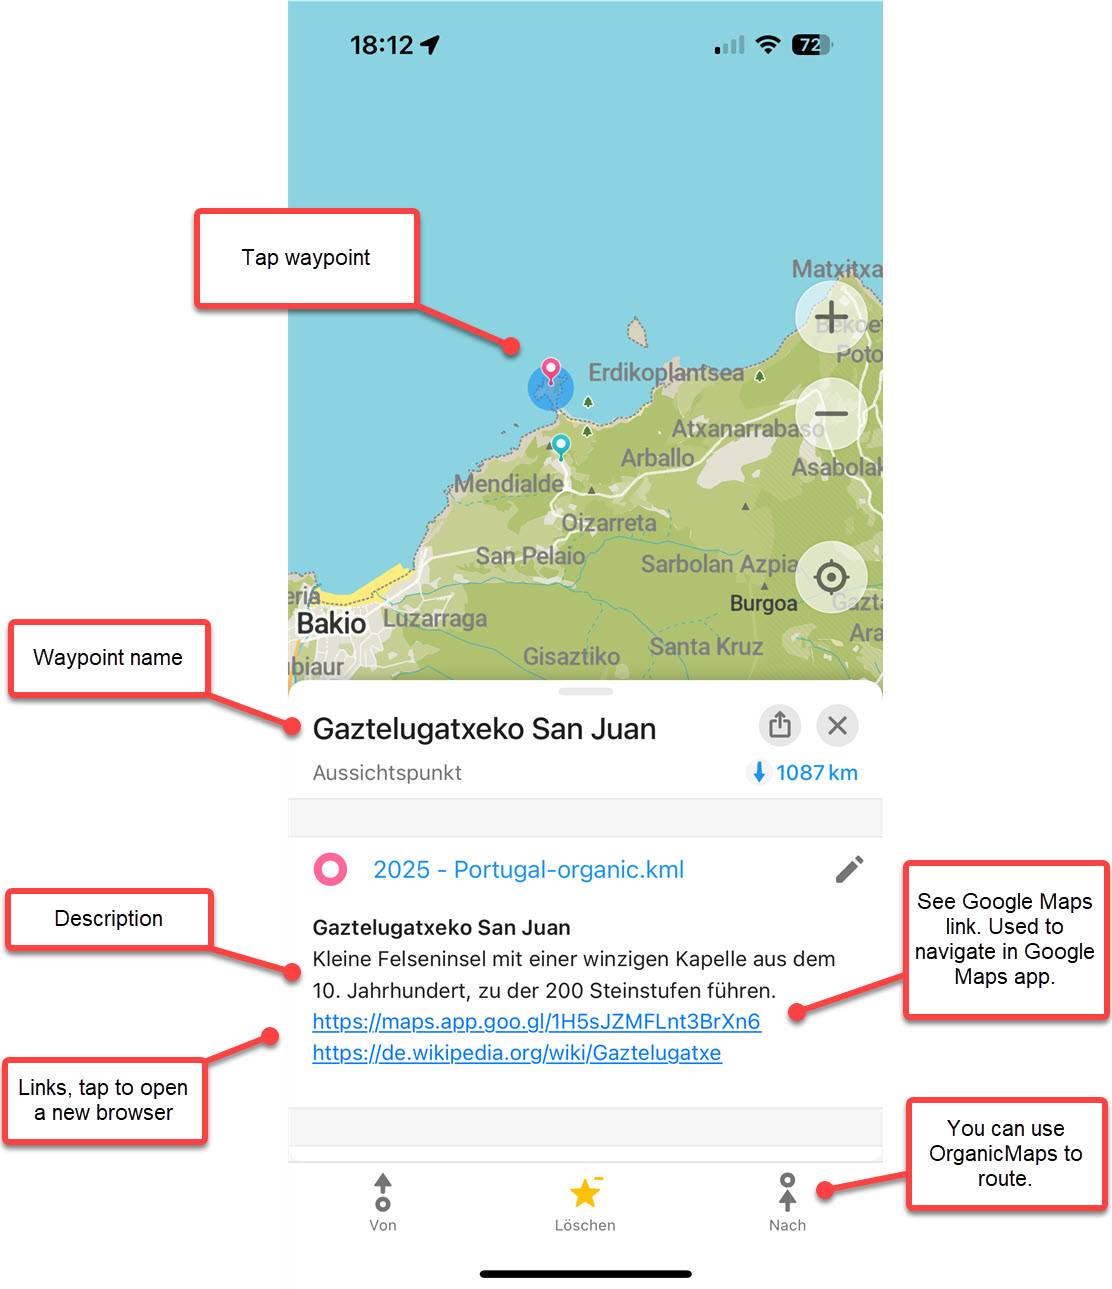 18:12
72
Tap waypoint
Matxitxa
Bekoet
Poto
Erdikoplantsea
Atxanarrabaso
Arballo
Asabolak
Mendialde
Oizarreta
San Pelaio
Sarbolan Azpia
Burgoa
Gazta
eria
Bakio
Luzarraga
Ara
Santa Kruz
Gisaztiko
ubiaur
Waypoint name
Gaztelugatxeko San Juan
Aussichtspunkt
1087 km
2025 - Portugal-organic.kml
Description
Gaztelugatxeko San Juan
Kleine Felseninsel mit einer winzigen Kapelle aus dem
10. Jahrhundert, zu der 200 Steinstufen führen.
https://maps.app.goo.gl/1H5sJZMFLnt3BrXn6
https://de.wikipedia.org/wiki/Gaztelugatxe
See Google Maps
link. Used to
navigate in Google
Maps app.
Links, tap to open
a new browser
You can use
OrganicMaps to
route.
Von
Löschen
Nach